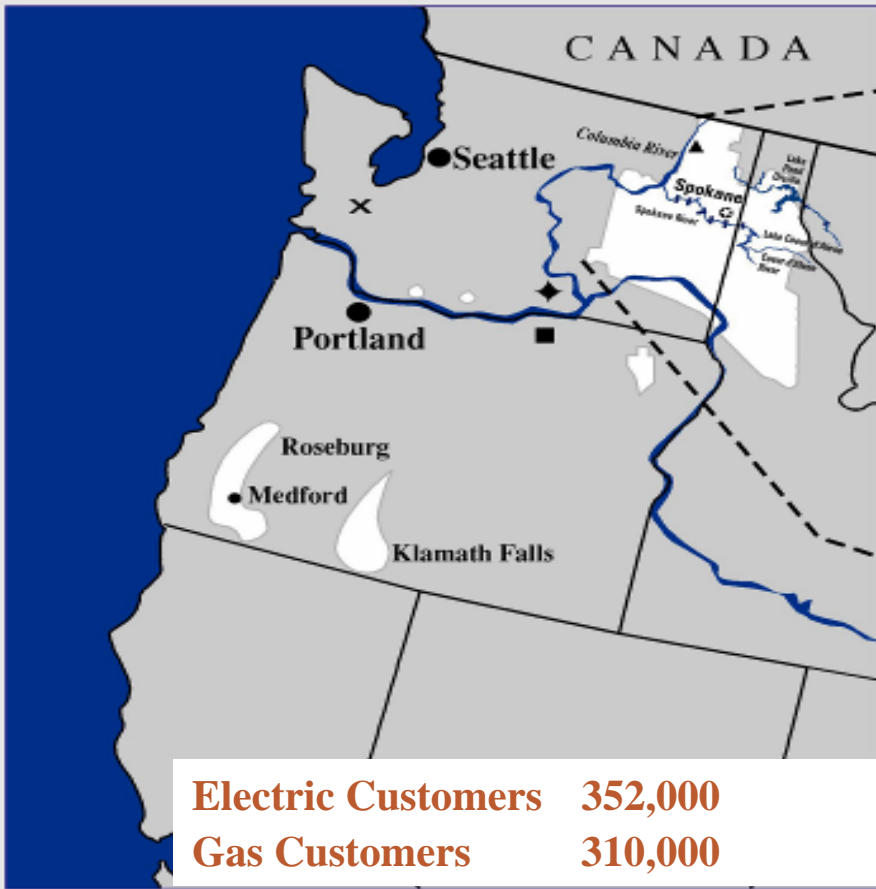 CANADA
Columbia River
Seattle
Lake
Pend
Oreille
Spokane
Spokane River
Lake Coeur d'Alene
Coeur d'Alene
River
Portland
Roseburg
Medford
Klamath Falls
Electric Customers 352,000
Gas Customers 310,000